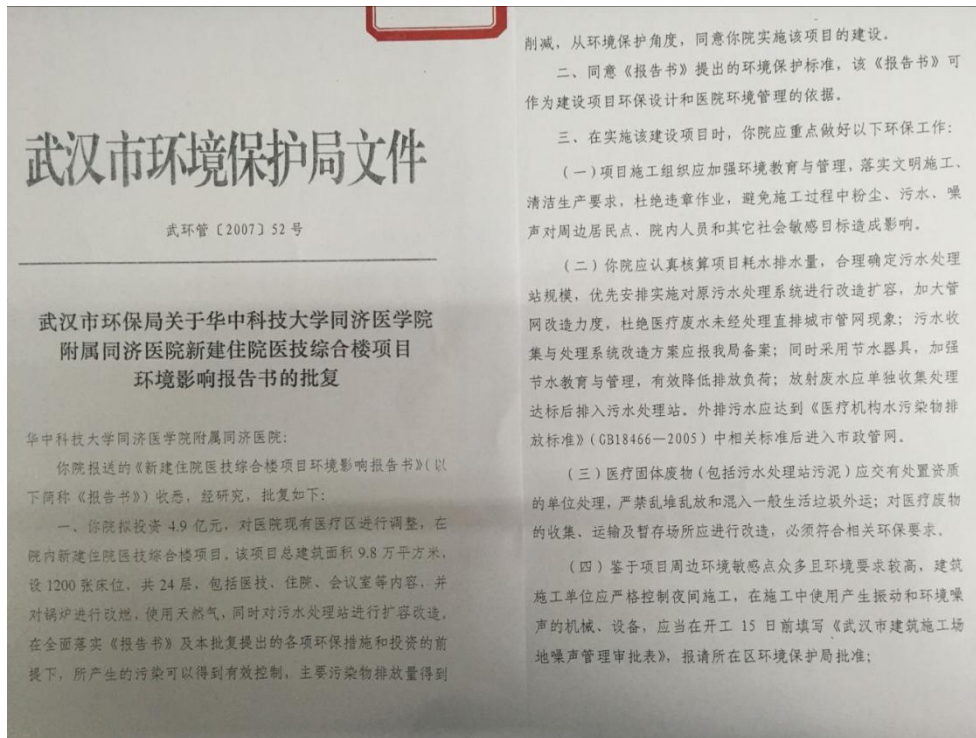 武汉市环境保护局文件
武环管〔2007〕52号
武汉市环保局关于华中科技大学同济医学院
附属同济医院新建住院医技综合楼项目
环境影响报告书的批复
华中科技大学同济医学院附属同济医院:
你院报送的《新建住院医技综合楼项目环境影响报告书》(以
下简称《报告书》)收悉,经研究,批复如下:
一、你院拟投资4.9亿元,对医院现有医疗区进行调整,在
院内新建住院医技综合楼项目。该项目总建筑面积9.8万平方米,
设1200张床位,共24层,包括医技、住院、会议室等内容,并
对锅炉进行改燃,使用天然气,同时对污水处理站进行扩容改造,
在全面落实《报告书》及本批复提出的各项环保措施和投资的前
提下,所产生的污染可以得到有效控制,主要污染物排放量得到
削减,从环境保护角度,同意你院实施该项目的建设。
二、同意《报告书》提出的环境保护标准,该《报告书》可
作为建设项目环保设计和医院环境管理的依据。
三、在实施该建设项目时,你院应重点做好以下环保工作:
(一)项目施工组织应加强环境教育与管理,落实文明施工、
清洁生产要求,杜绝违章作业,避免施工过程中粉尘、污水、噪
声对周边居民点、院内人员和其它社会敏感目标造成影响。
(二)你院应认真核算项目耗水排水量,合理确定污水处理
站规模,优先安排实施对原污水处理系统进行改造扩容,加大管
网改造力度,杜绝医疗废水未经处理直排城市管网现象;污水收
集与处理系统改造方案应报我局备案;同时采用节水器具,加强
节水教育与管理,有效降低排放负荷;放射废水应单独收集处理
达标后排入污水处理站。外排污水应达到《医疗机构水污染物排
放标准》(GB18466—2005)中相关标准后进入市政管网。
(三)医疗固体废物(包括污水处理站污泥)应交有处置资质
的单位处理,严禁乱堆乱放和混入一般生活垃圾外运;对医疗废物
的收集、运输及暂存场所应进行改造,必须符合相关环保要求。
(四)鉴于项目周边环境敏感点众多且环境要求较高,建筑
施工单位应严格控制夜间施工,在施工中使用产生振动和环境噪
声的机械、设备,应当在开工15日前填写《武汉市建筑施工场
地噪声管理审批表》,报请所在区环境保护局批准;